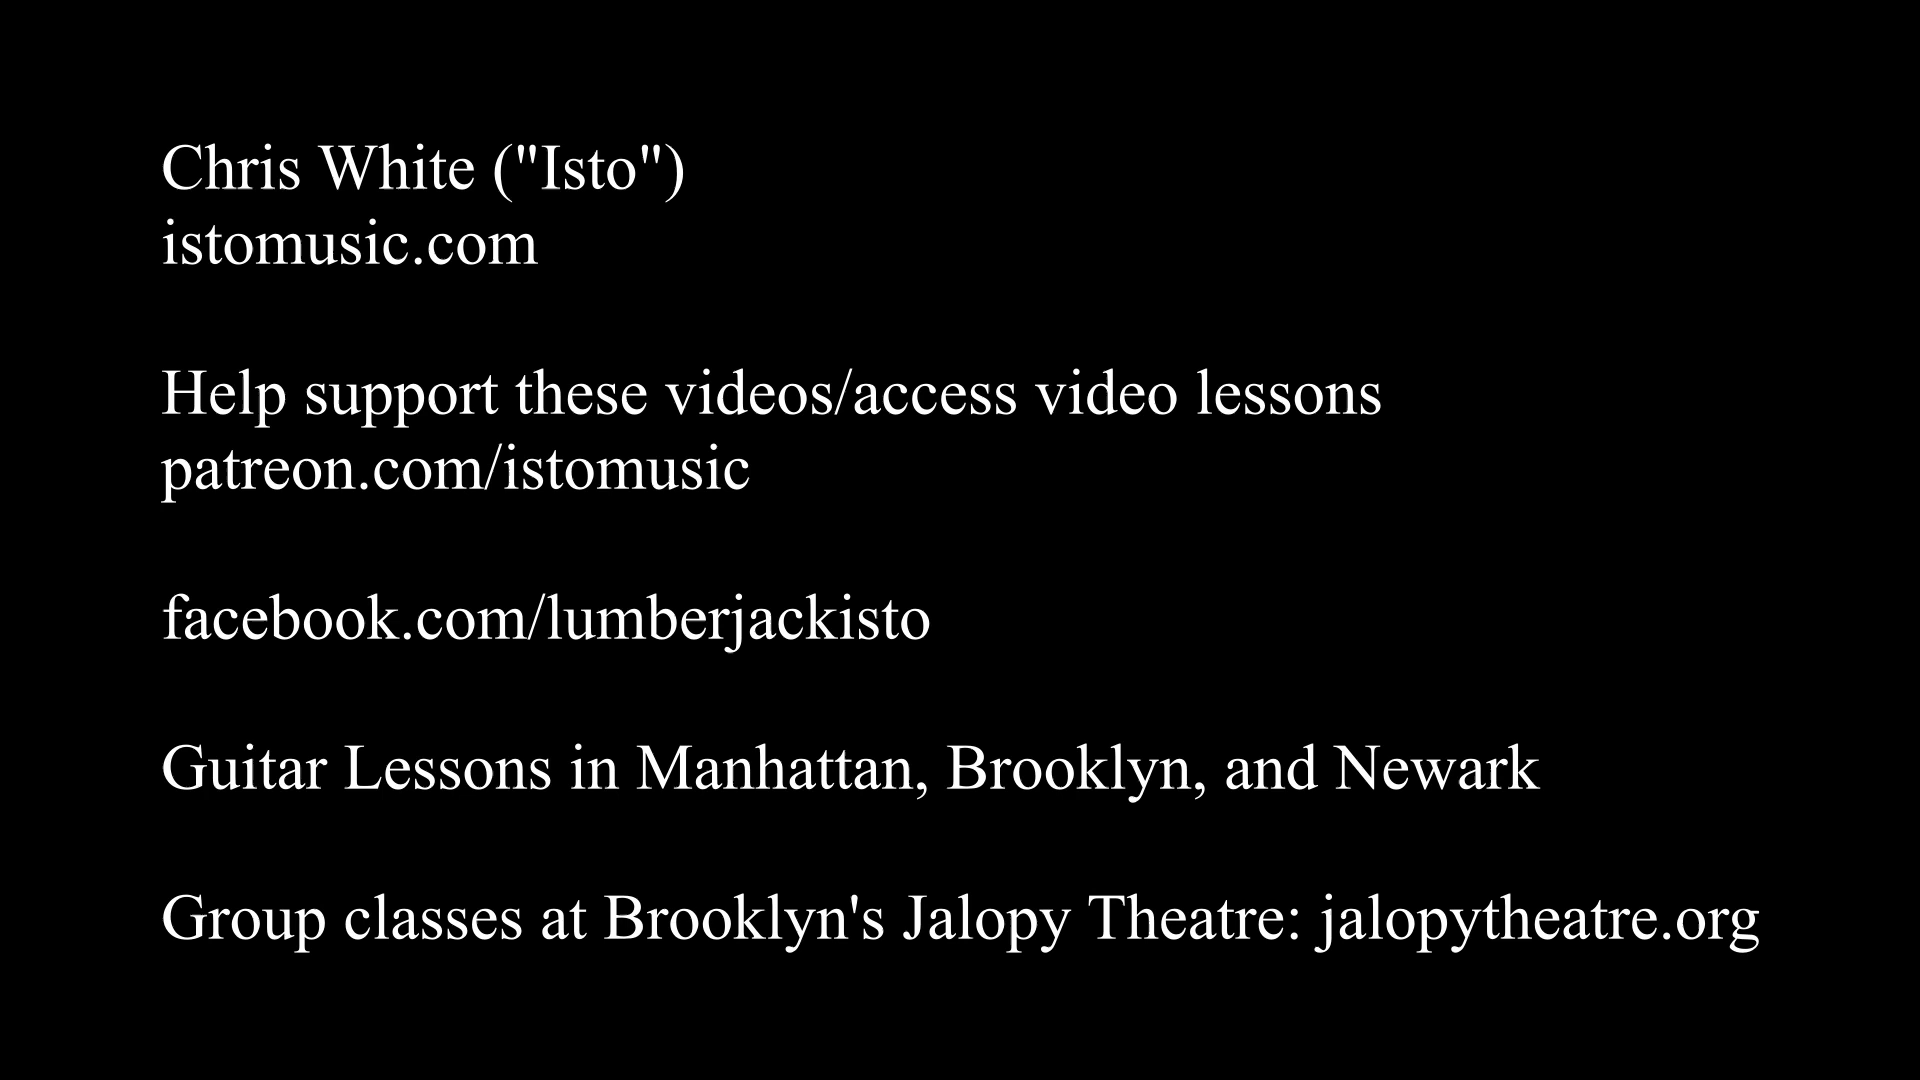 Chris White ("Isto")
istomusic.com
Help support these videos/access video lessons
patreon.com/istomusic
facebook.com/lumberjackisto
Guitar Lessons in Manhattan, Brooklyn, and Newark
Group classes at Brooklyn's Jalopy Theatre: jalopytheatre.org